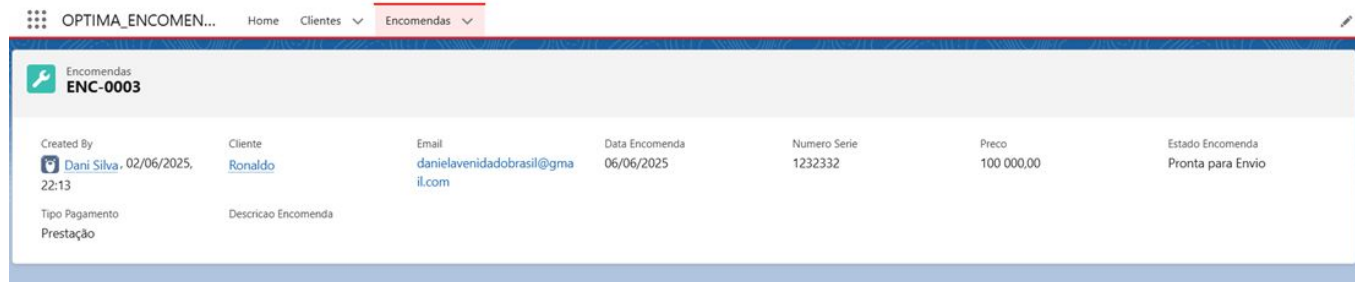 OPTIMA_ENCOMEN... Home Clientes Encomendas
Encomendas
ENC-0003
Created By Cliente Email Data Encomenda Numero Serie Preco Estado Encomenda
Dani Silva, 02/06/2025, Ronaldo danielavenidadobrasil@gma 06/06/2025 1232332 100 000,00 Pronta para Envio
22:13 il.com
Tipo Pagamento Descricao Encomenda
Prestação